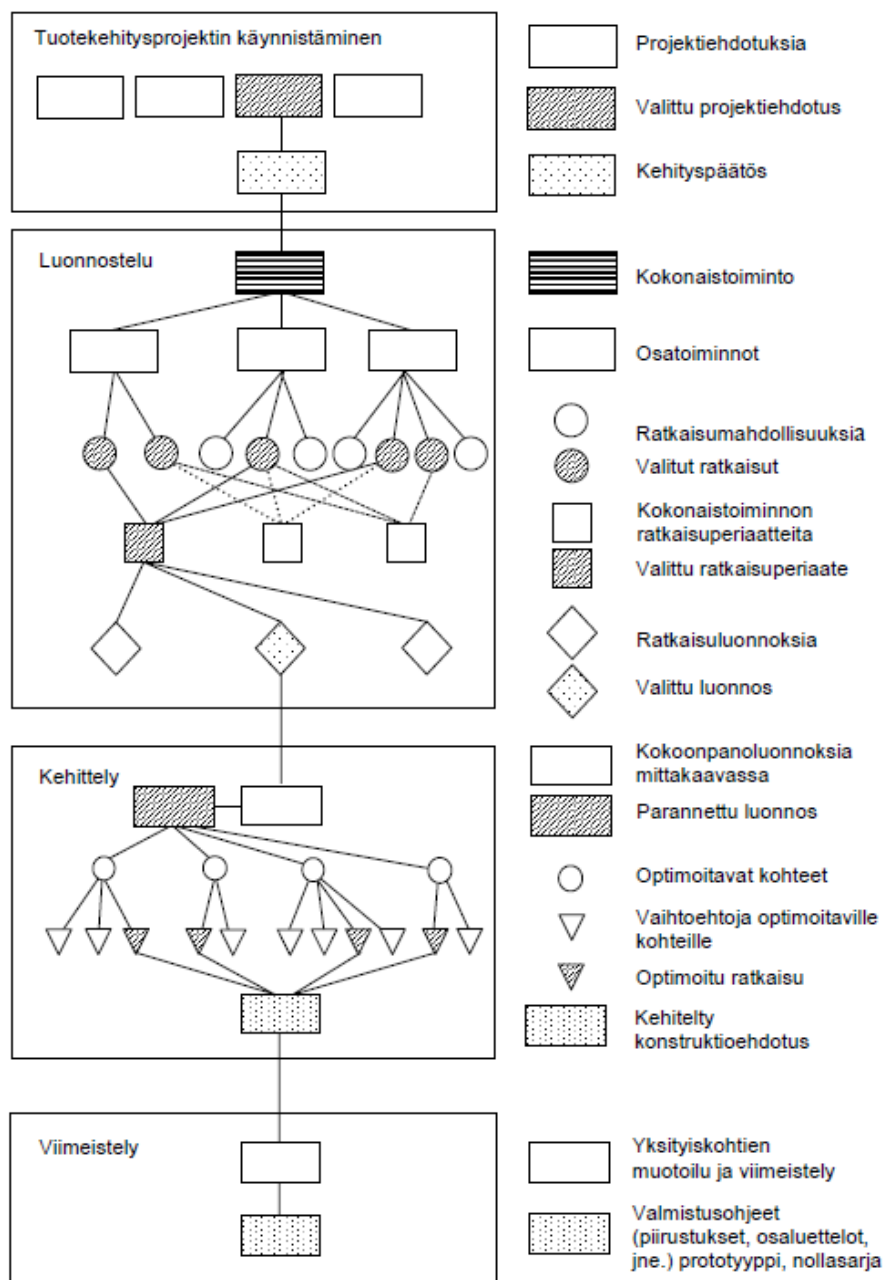 Tuotekehitysprojektin käynnistäminen
Projektiehdotuksia
Valittu projektiehdotus
Kehityspäätös
Luonnostelu
Kokonaistoiminto
Osatoiminnot
Ratkaisumahdollisuuksiä
Valitut ratkaisut
Kokonaistoiminnon
ratkaisuperiaatteita
Valittu ratkaisuperiaate
Ratkaisuluonnoksia
Valittu luonnos
Kehittely
Kokoonpanoluonnoksia
mittakaavassa
Parannettu luonnos
Optimoitavat kohteet
Vaihtoehtoja optimoitaville
kohteille
Optimoitu ratkaisu
Kehitelty
konstruktioehdotus
Viimeistely
Yksityiskohtien
muotoilu ja viimeistely
Valmistusohjeet
(piirustukset, osaluettelot,
jne.) prototyyppi, nollasarja